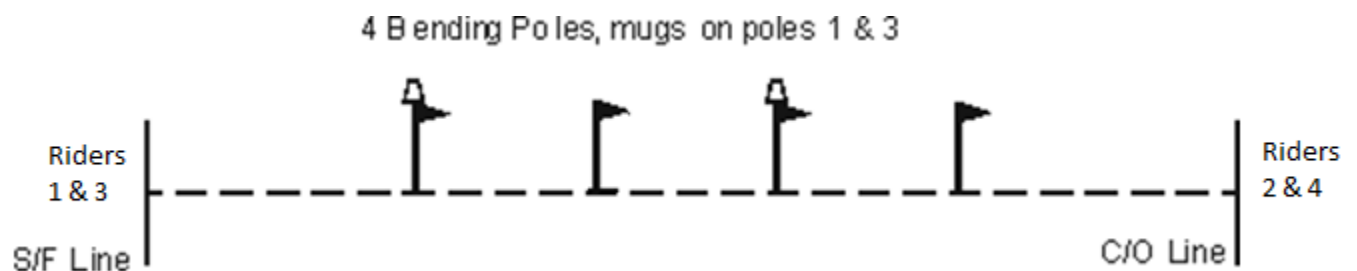 4 Bending Poles, mugs on poles 1 & 3
Riders
1 & 3
S/F Line
Riders
2 & 4
C/O Line